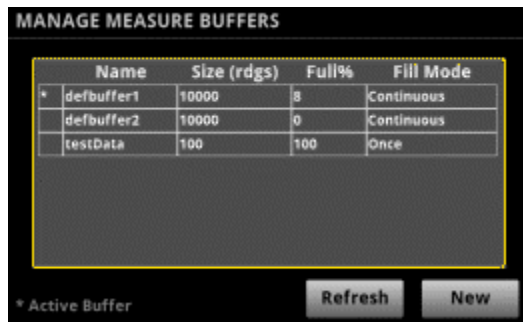 MANAGE MEASURE BUFFERS
Name Size (rdgs) Full% Fill Mode
* defbuffer1 10000 8 Continuous
defbuffer2 10000 0 Continuous
testData 100 100 Once
Refresh New
* Active Buffer